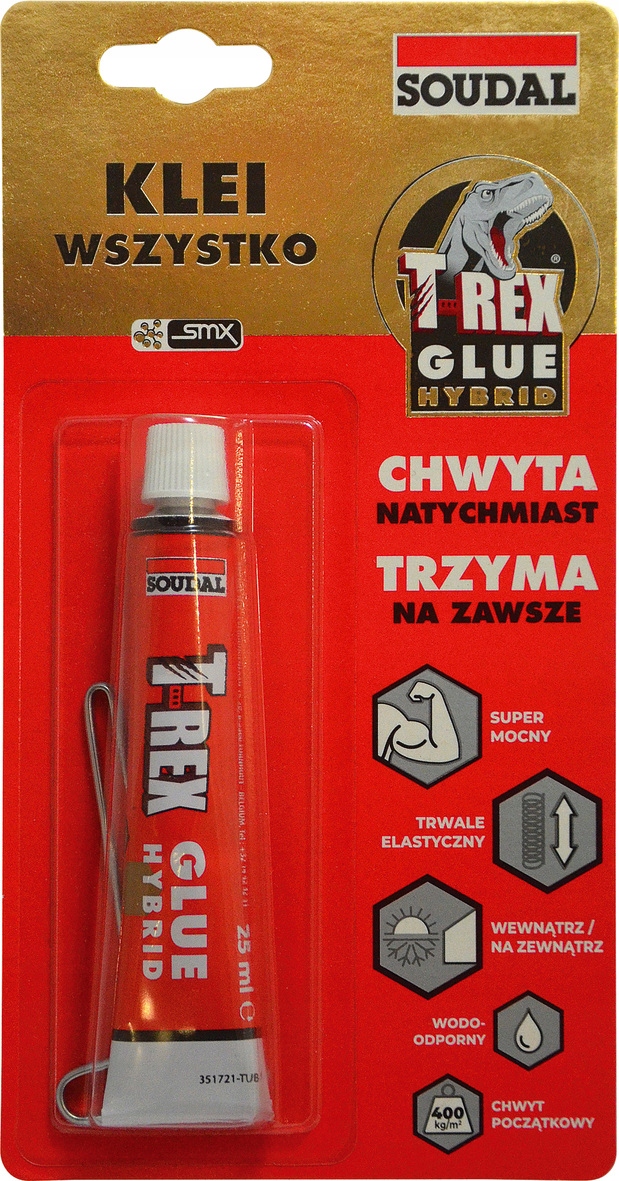 SOUDAL
KLEI
WSZYSTKO
T-REX®
GLUE
HYBRID
SMX
CHWYTA
NATYCHMIAST
TRZYMA
NA ZAWSZE
SUPER
MOCNY
TRWALE
ELASTYCZNY
WEWNĄTRZ /
NA ZEWNĄTRZ
WODO-
ODPORNY
400
kg/m²
CHWYT
POCZĄTKOWY
SOUDAL
T-REX
GLUE
HYBRID
25 ml e
351721-TUB